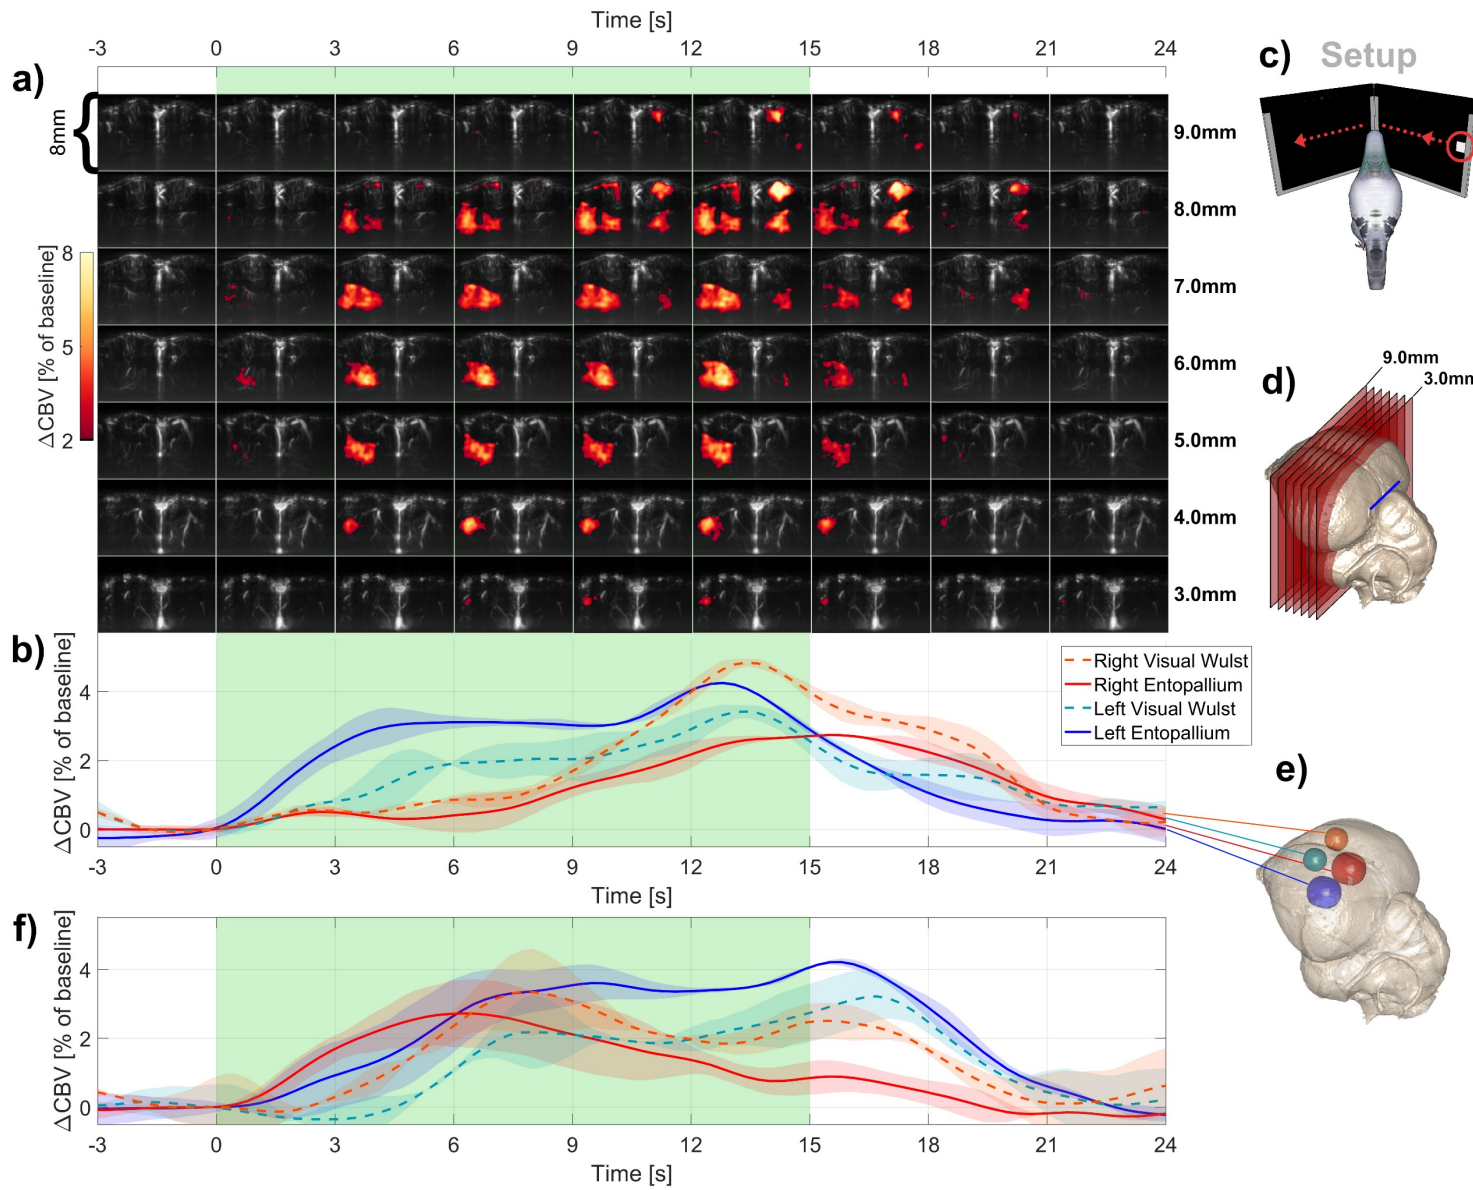 Time [s]
-3 0 3 6 9 12 15 18 21 24
a)
8mm
9.0mm
8.0mm
7.0mm
6.0mm
5.0mm
4.0mm
3.0mm
ΔCBV [% of baseline]
8
5
2
b)
ΔCBV [% of baseline]
4
2
0
-3 0 3 6 9 12 15 18 21 24
Time [s]
Right Visual Wulst
Right Entopallium
Left Visual Wulst
Left Entopallium
c) Setup
d)
9.0mm
3.0mm
e)
f)
ΔCBV [% of baseline]
4
2
0
-3 0 3 6 9 12 15 18 21 24
Time [s]